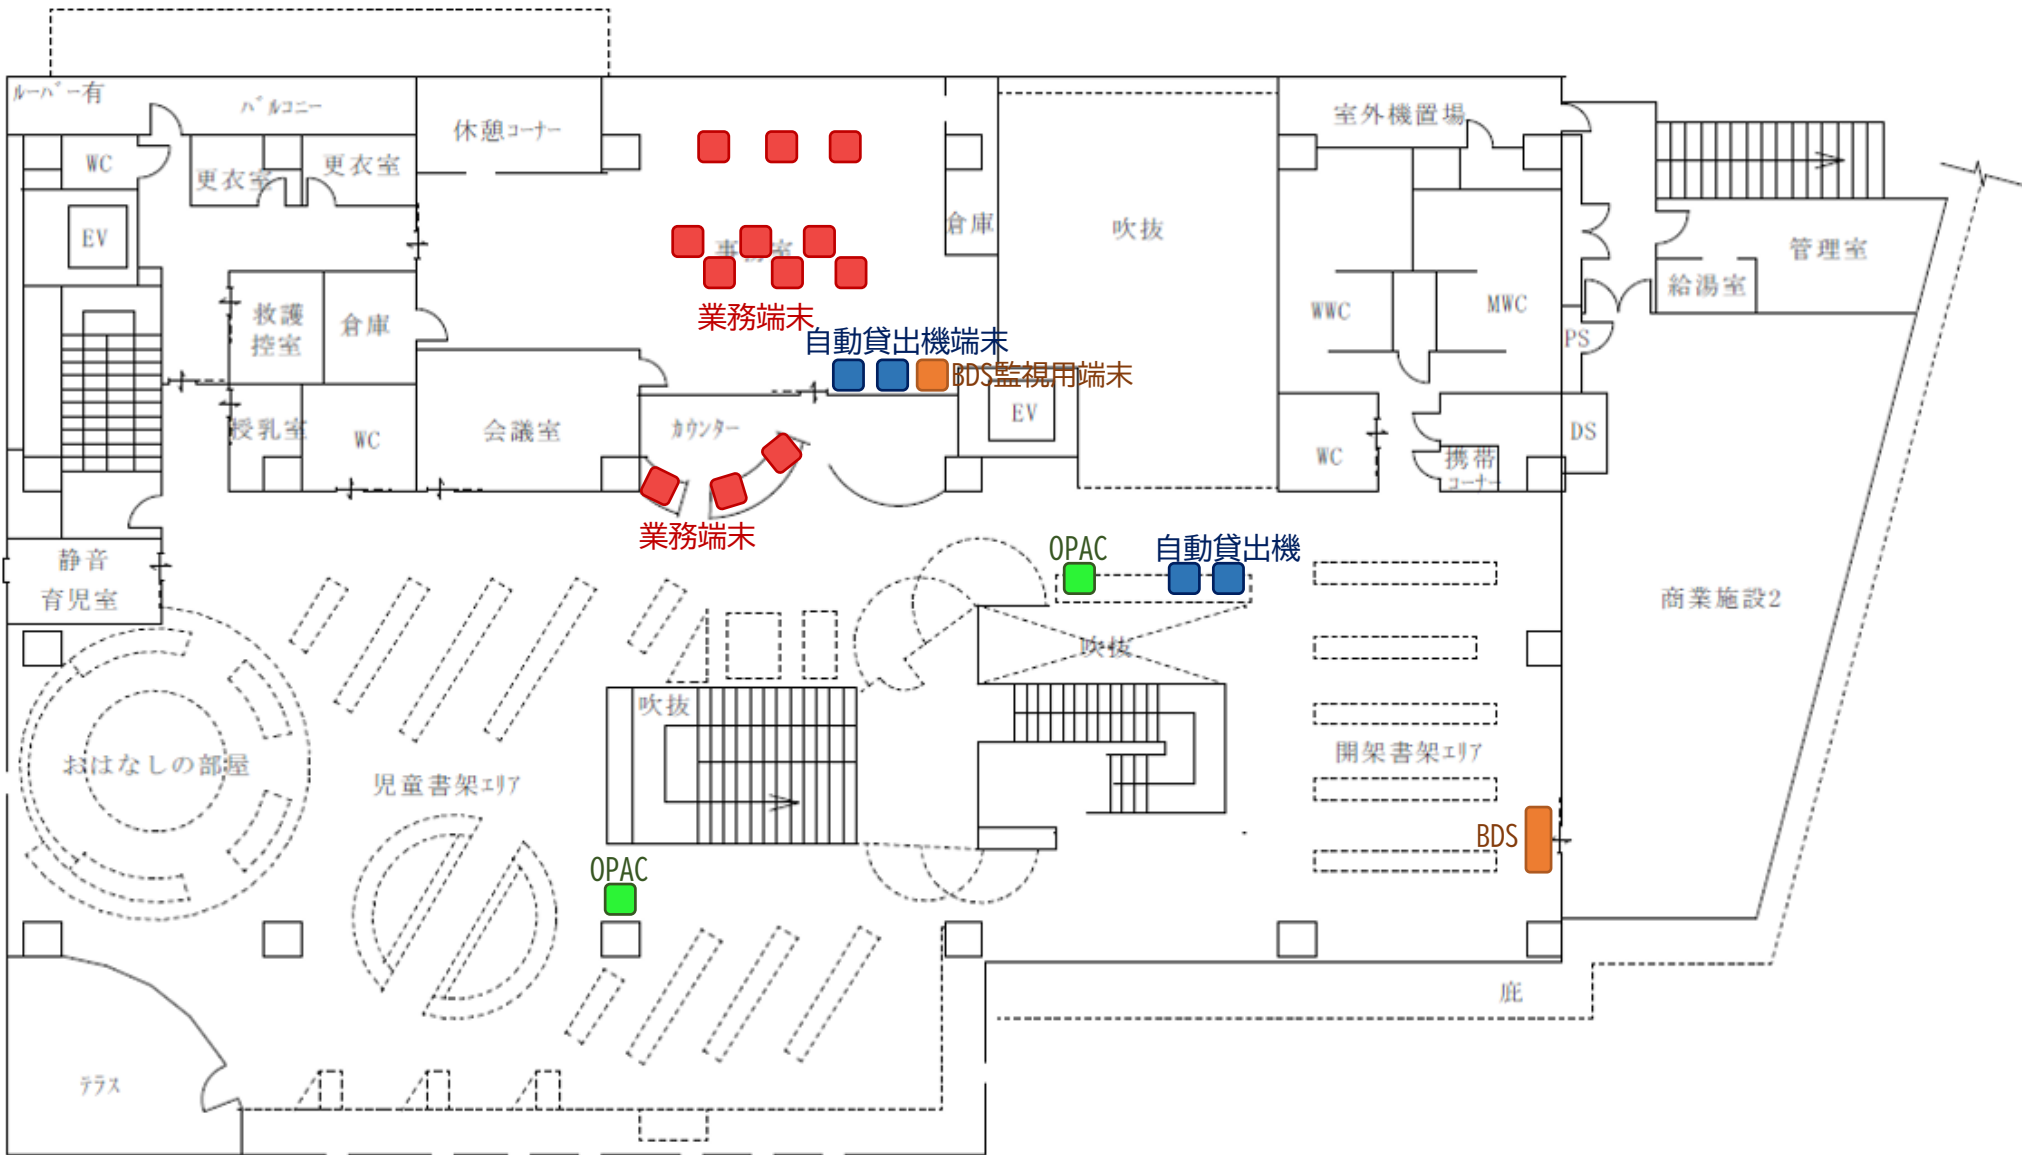 ルーバー有
バルコニー
休憩コーナー
室外機置場
WC
更衣室
更衣室
EV
事務室
倉庫
吹抜
管理室
給湯室
救護
控室
倉庫
業務端末
自動貸出機端末
BDS監視用端末
WWC
MWC
PS
授乳室
WC
会議室
カウンター
EV
WC
携帯
コーナー
DS
業務端末
静音
育児室
OPAC
自動貸出機
商業施設2
吹抜
吹抜
おはなしの部屋
児童書架エリア
開架書架エリア
BDS
OPAC
庇
テラス